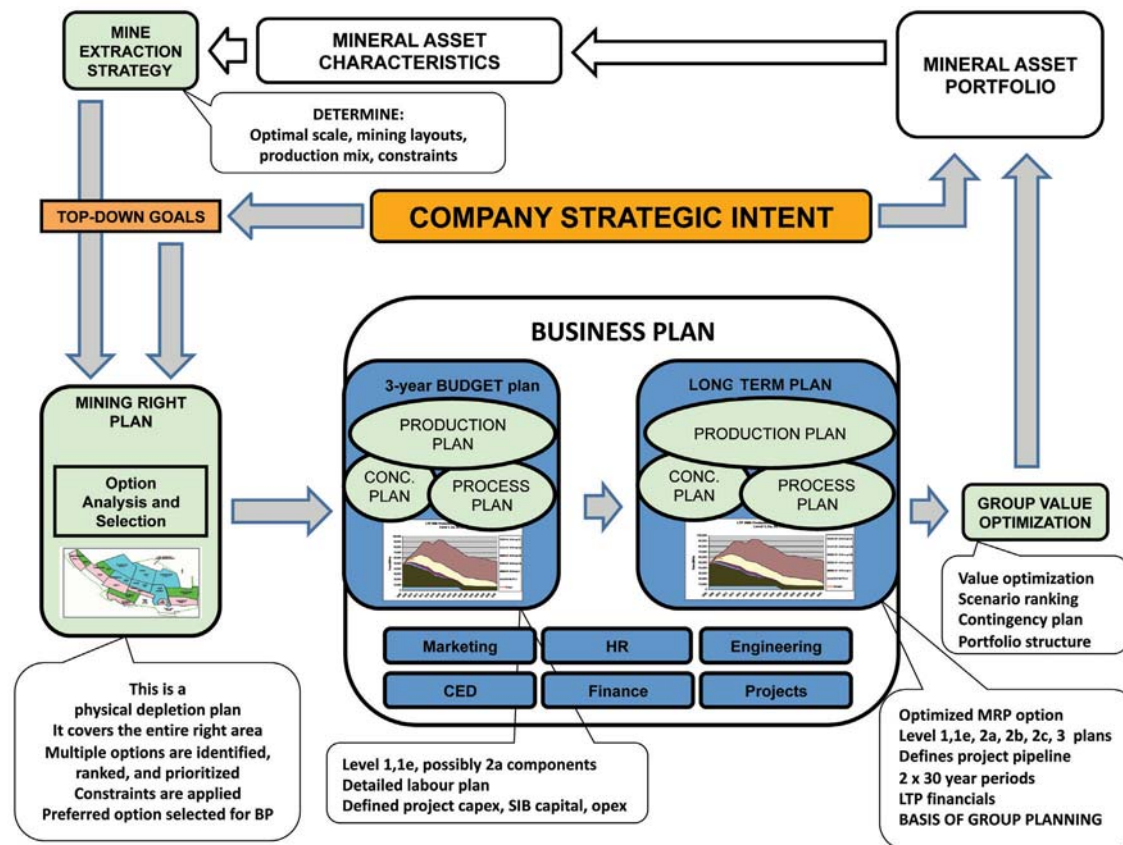 MINE
EXTRACTION
STRATEGY
MINERAL ASSET
CHARACTERISTICS
MINERAL ASSET
PORTFOLIO
DETERMINE:
Optimal scale, mining layouts,
production mix, constraints
TOP-DOWN GOALS
COMPANY STRATEGIC INTENT
BUSINESS PLAN
MINING RIGHT
PLAN
Option
Analysis and
Selection
3-year BUDGET plan
PRODUCTION
PLAN
CONC.
PLAN
PROCESS
PLAN
LONG TERM PLAN
PRODUCTION PLAN
CONC.
PLAN
PROCESS
PLAN
GROUP VALUE
OPTIMIZATION
Value optimization
Scenario ranking
Contingency plan
Portfolio structure
Marketing
HR
Engineering
CED
Finance
Projects
This is a
physical depletion plan
It covers the entire right area
Multiple options are identified,
ranked, and prioritized
Constraints are applied
Preferred option selected for BP
Level 1,1e, possibly 2a components
Detailed labour plan
Defined project capex, SIB capital, opex
Optimized MRP option
Level 1,1e, 2a, 2b, 2c, 3 plans
Defines project pipeline
2 x 30 year periods
LTP financials
BASIS OF GROUP PLANNING